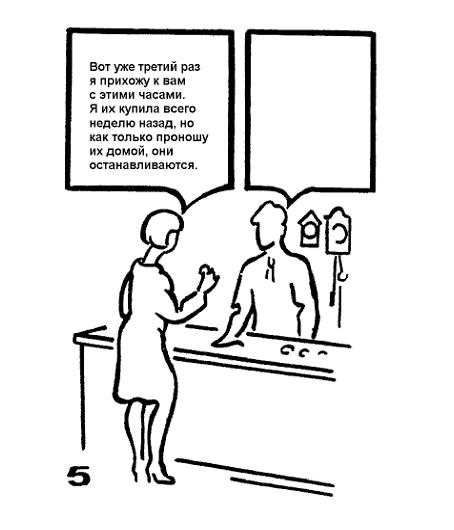 Вот уже третий раз
я прихожу к вам
с этими часами.
Я их купила всего
неделю назад, но
как только проношу
их домой, они
останавливаются.
5